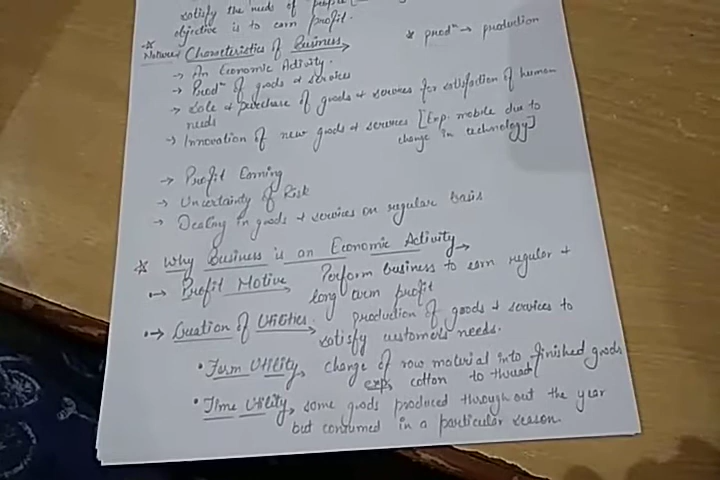 satisfy the needs of people
objective is to earn profit.
Nature/ Characteristics of Business → * prodⁿ → production
→ An Economic Activity.
→ Prodⁿ of goods & services
→ Sale & purchase of goods & services for satisfaction of human
needs
→ Innovation of new goods & services [Exp. mobile due to
change in technology]
→ Profit Earning
→ Uncertainty of Risk
→ Dealing in goods & services on regular basis
* Why Business is an Economic Activity →
→ Profit Motive → Perform business to earn regular &
long term profit
→ Creation of Utilities → production of goods & services to
satisfy customers needs.
• Form Utility → change of raw material into finished goods
exp → cotton to thread
• Time Utility → some goods produced throughout the year
but consumed in a particular season.